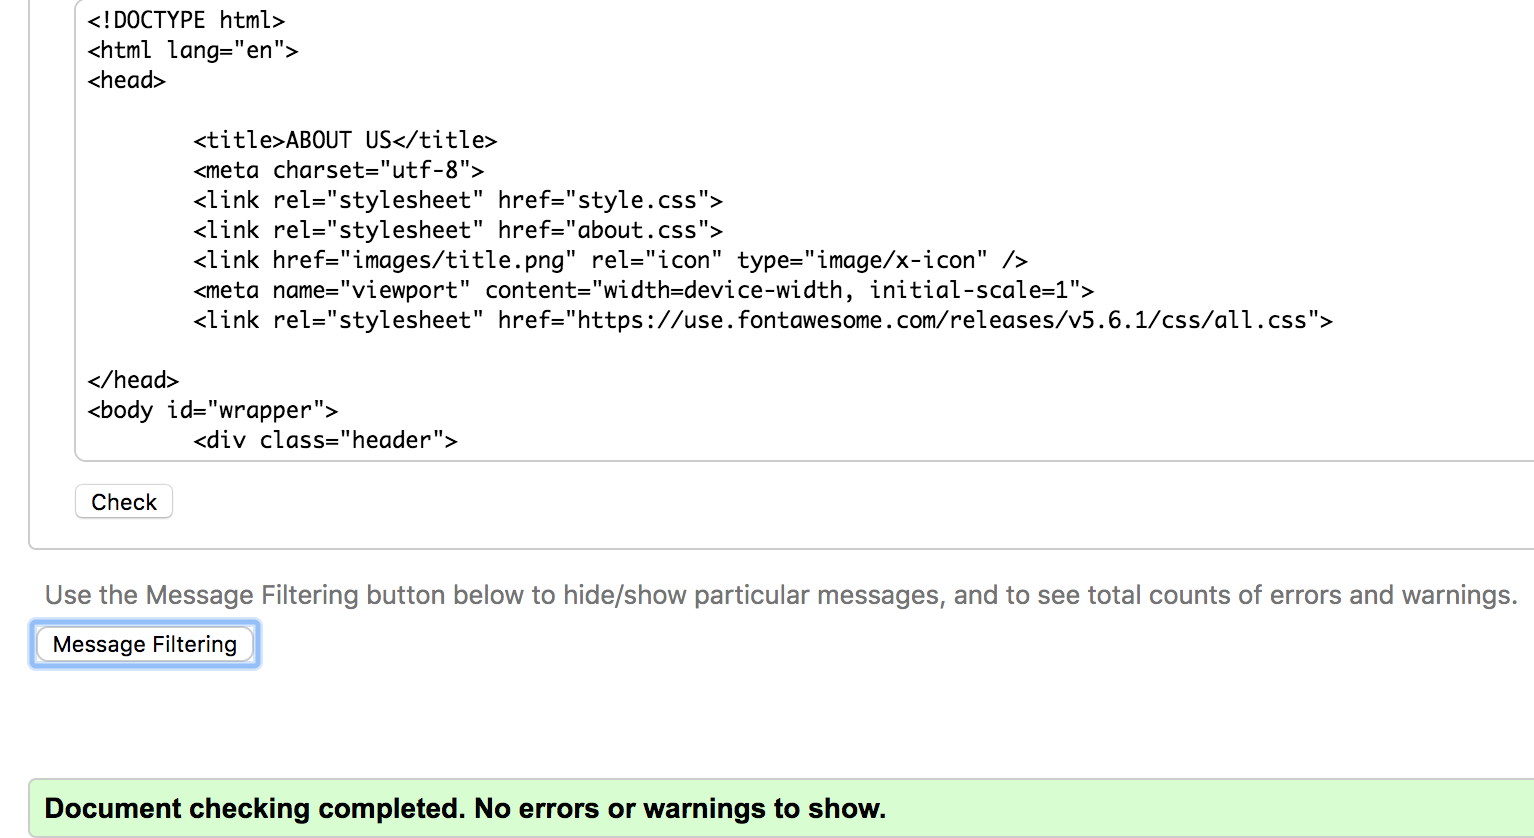 <!DOCTYPE html>
<html lang="en">
<head>
<title>ABOUT US</title>
<meta charset="utf-8">
<link rel="stylesheet" href="style.css">
<link rel="stylesheet" href="about.css">
<link href="images/title.png" rel="icon" type="image/x-icon" />
<meta name="viewport" content="width=device-width, initial-scale=1">
<link rel="stylesheet" href="https://use.fontawesome.com/releases/v5.6.1/css/all.css">
</head>
<body id="wrapper">
<div class="header">
Check
Use the Message Filtering button below to hide/show particular messages, and to see total counts of errors and warnings.
Message Filtering
Document checking completed. No errors or warnings to show.